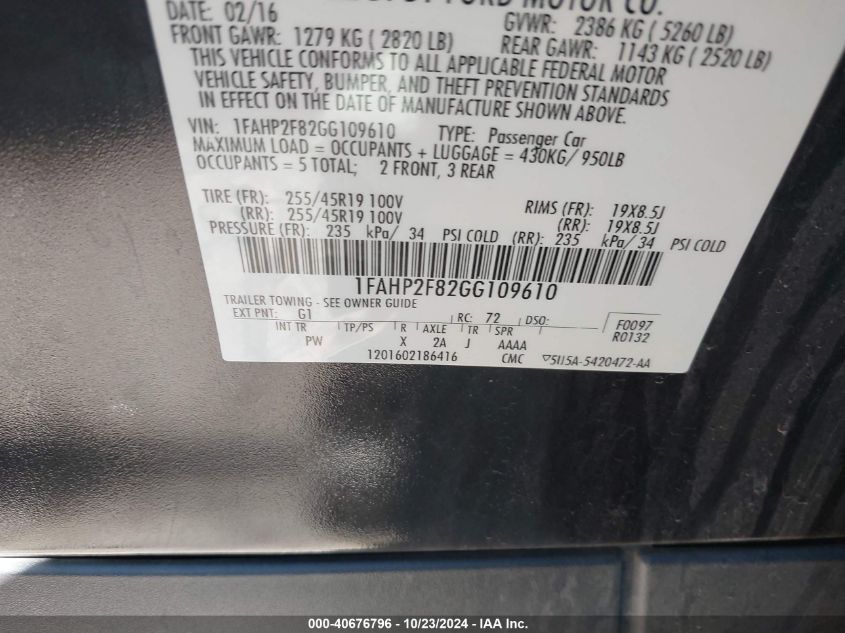 FORD MOTOR CO.
DATE: 02/16 GVWR: 2386 KG ( 5260 LB)
FRONT GAWR: 1279 KG ( 2820 LB) REAR GAWR: 1143 KG ( 2520 LB)
THIS VEHICLE CONFORMS TO ALL APPLICABLE FEDERAL MOTOR
VEHICLE SAFETY, BUMPER, AND THEFT PREVENTION STANDARDS
IN EFFECT ON THE DATE OF MANUFACTURE SHOWN ABOVE.
VIN: 1FAHP2F82GG109610 TYPE: Passenger Car
MAXIMUM LOAD = OCCUPANTS + LUGGAGE = 430KG/ 950LB
OCCUPANTS = 5 TOTAL; 2 FRONT, 3 REAR
TIRE (FR): 255/45R19 100V RIMS (FR): 19X8.5J
(RR): 255/45R19 100V (RR): 19X8.5J
PRESSURE (FR): 235 kPa/ 34 PSI COLD (RR): 235 kPa/ 34 PSI COLD
1FAHP2F82GG109610
TRAILER TOWING - SEE OWNER GUIDE
EXT PNT: G1 RC: 72 DSO: F0097
INT TR TP/PS R AXLE TR SPR R0132
PW X 2A J AAAA
1201602186416 CMC 5U5A-5420472-AA
000-40676796 - 10/23/2024 - IAA Inc.